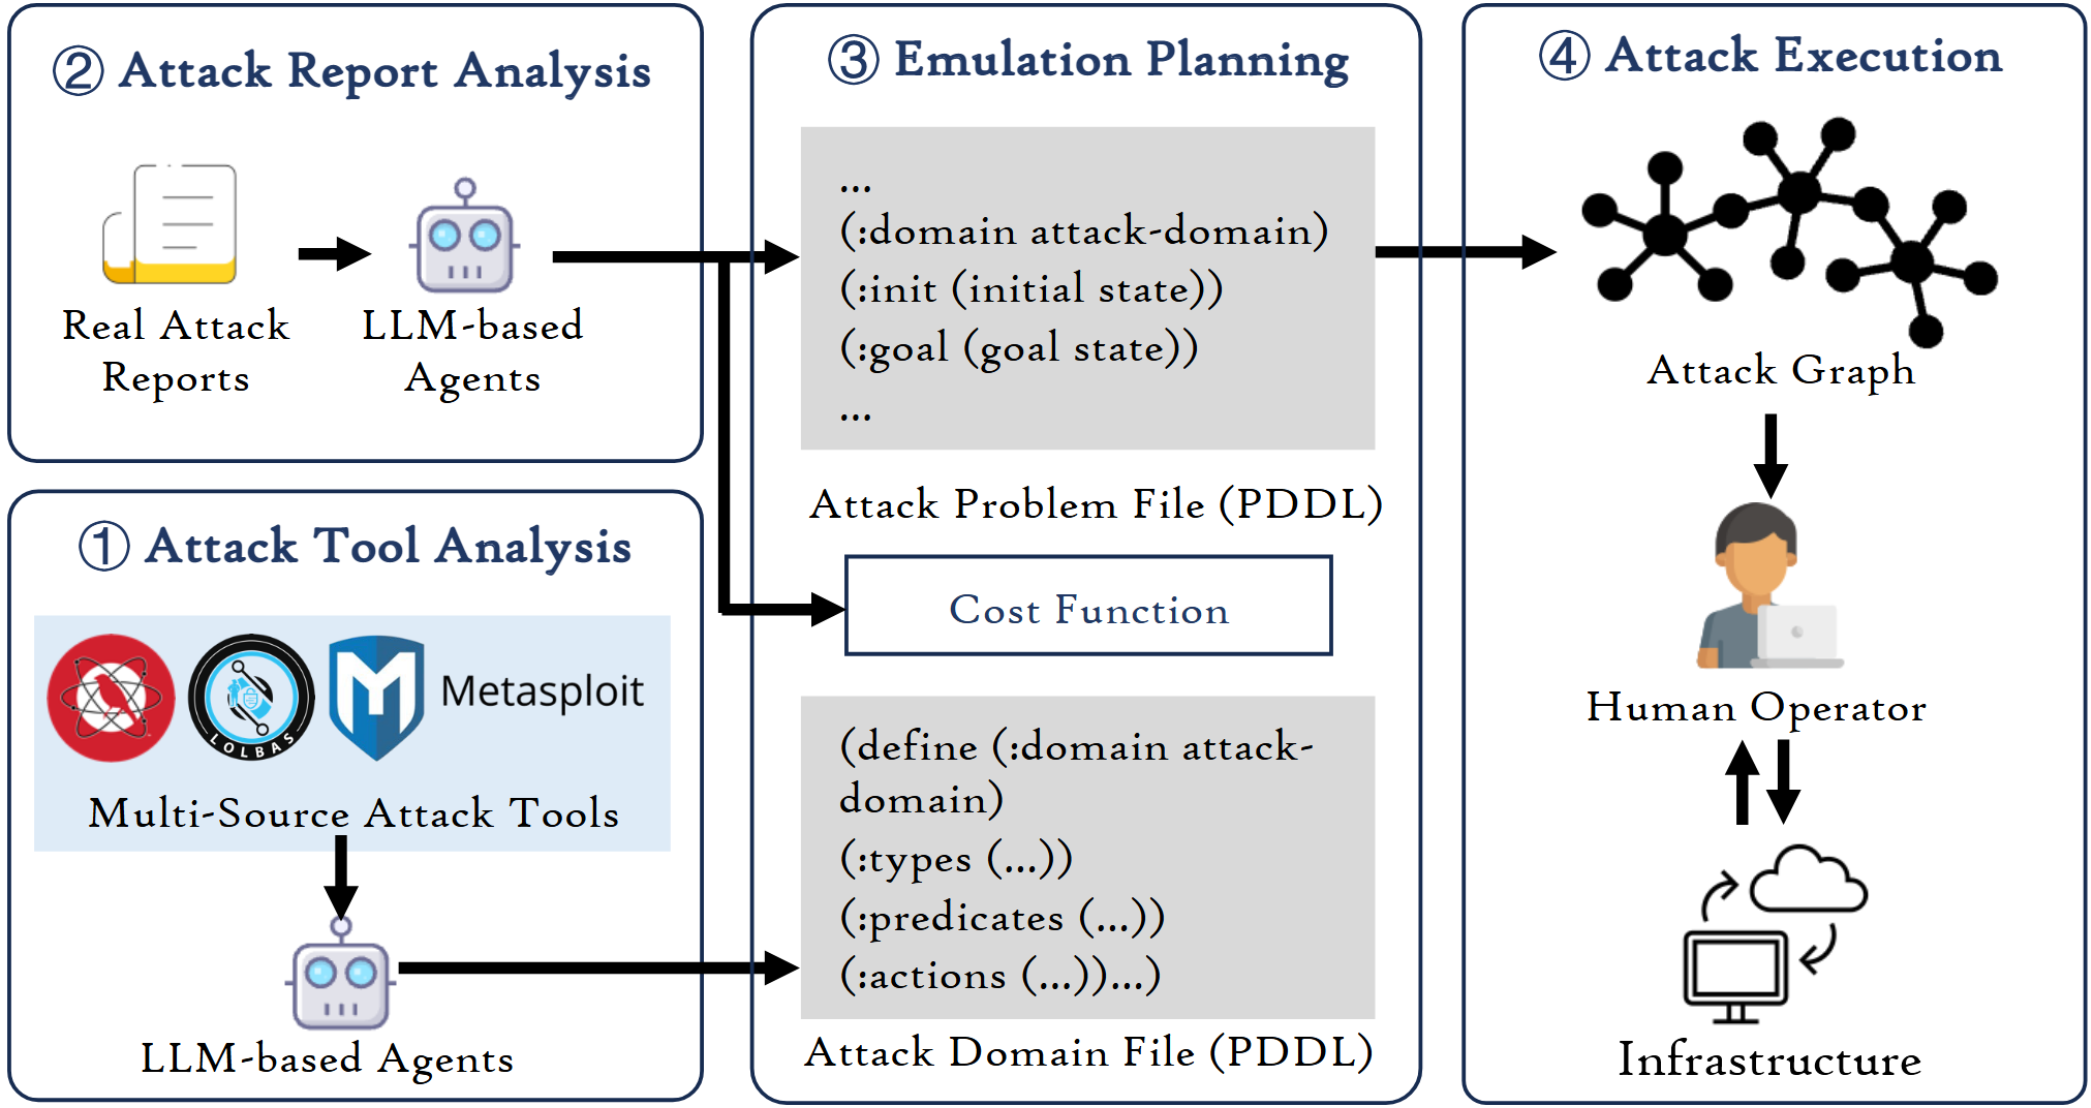 ② Attack Report Analysis
Real Attack
Reports
LLM-based
Agents
① Attack Tool Analysis
LOLBAS
Metasploit
Multi-Source Attack Tools
LLM-based Agents
③ Emulation Planning
...
(:domain attack-domain)
(:init (initial state))
(:goal (goal state))
...
Attack Problem File (PDDL)
Cost Function
(define (:domain attack-
domain)
(:types (...))
(:predicates (...))
(:actions (...))...)
Attack Domain File (PDDL)
④ Attack Execution
Attack Graph
Human Operator
Infrastructure